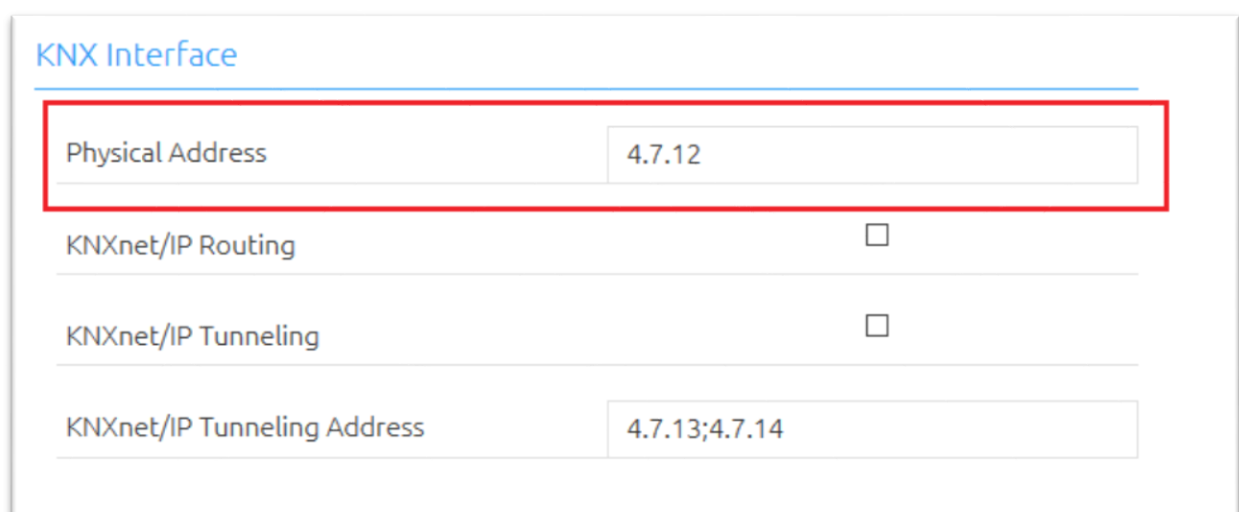 KNX Interface
Physical Address 4.7.12
KNXnet/IP Routing
KNXnet/IP Tunneling
KNXnet/IP Tunneling Address 4.7.13;4.7.14